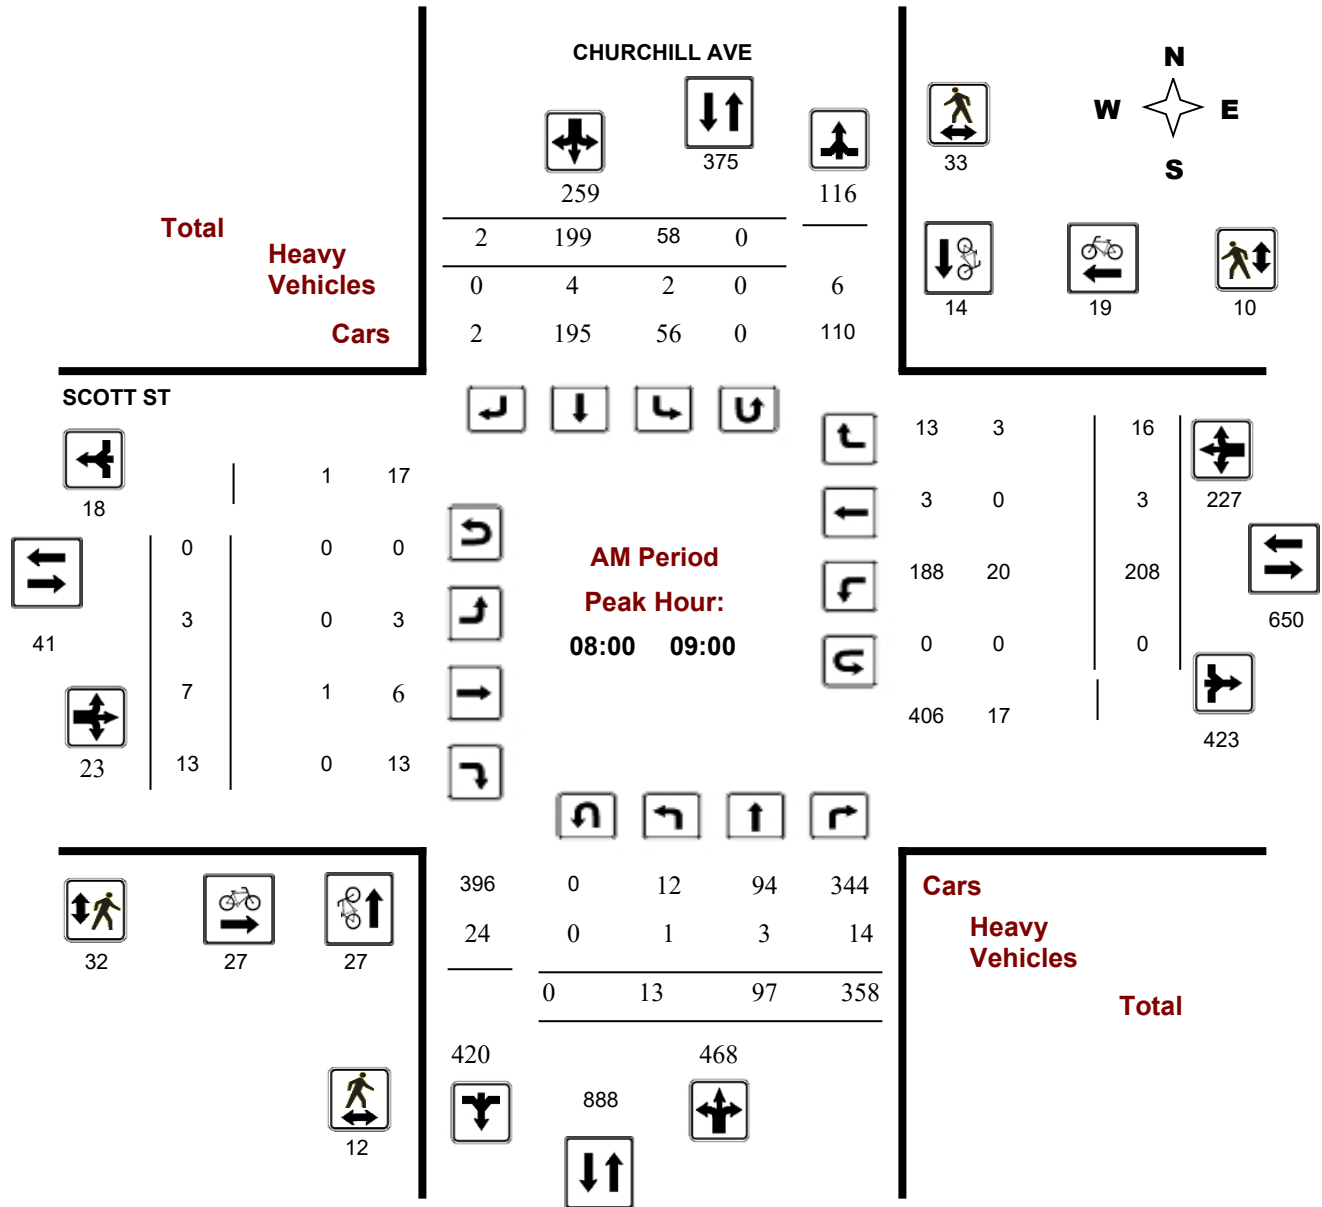 CHURCHILL AVE
N
W E
S
375
33
259 116
Total
2 199 58 0
Heavy
Vehicles
0 4 2 0 6
14 19 10
Cars
2 195 56 0 110
SCOTT ST
13 3 16
1 17
18
3 0 3 227
0 0 0
AM Period
188 20 208
Peak Hour:
3 0 3
650
41
08:00 09:00
0 0 0
7 1 6
406 17
423
23 13 0 13
396 0 12 94 344
Cars
24 0 1 3 14
Heavy
Vehicles
32 27 27
0 13 97 358
Total
420 468
888
12